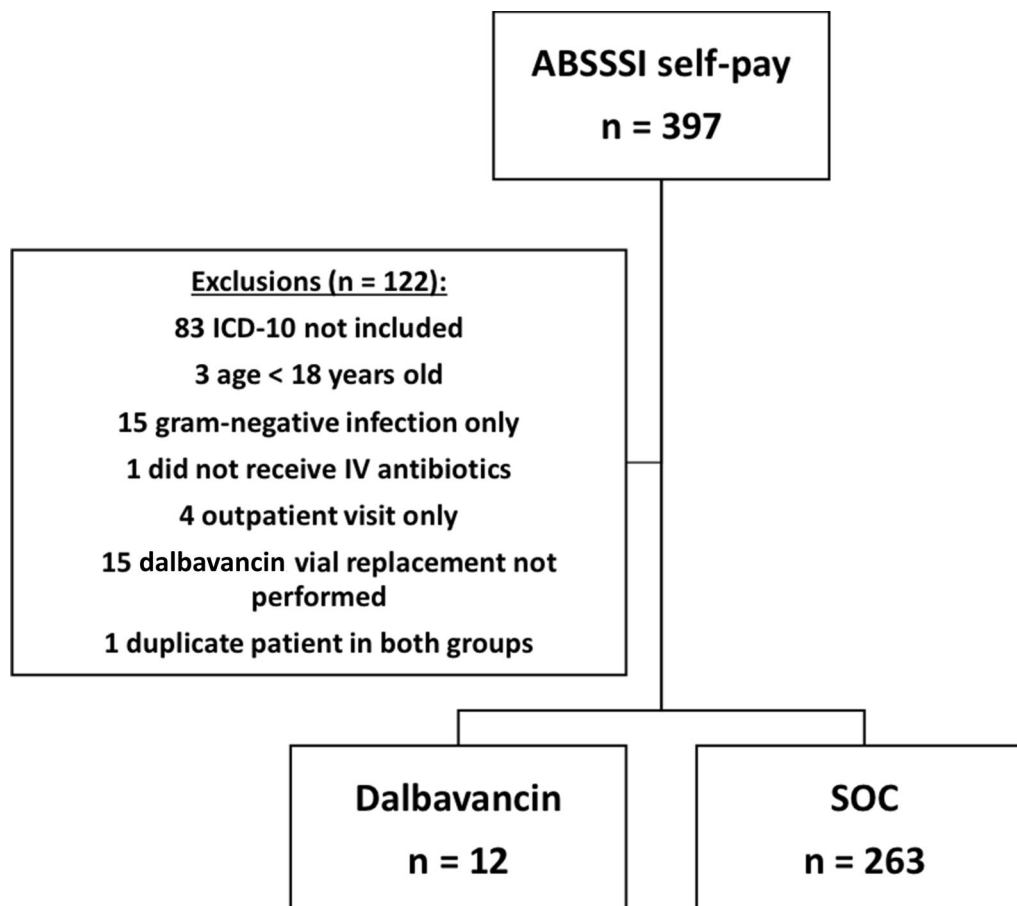 ABSSSI self-pay
n = 397
Exclusions (n = 122):
83 ICD-10 not included
3 age < 18 years old
15 gram-negative infection only
1 did not receive IV antibiotics
4 outpatient visit only
15 dalbavancin vial replacement not
performed
1 duplicate patient in both groups
Dalbavancin
n = 12
SOC
n = 263